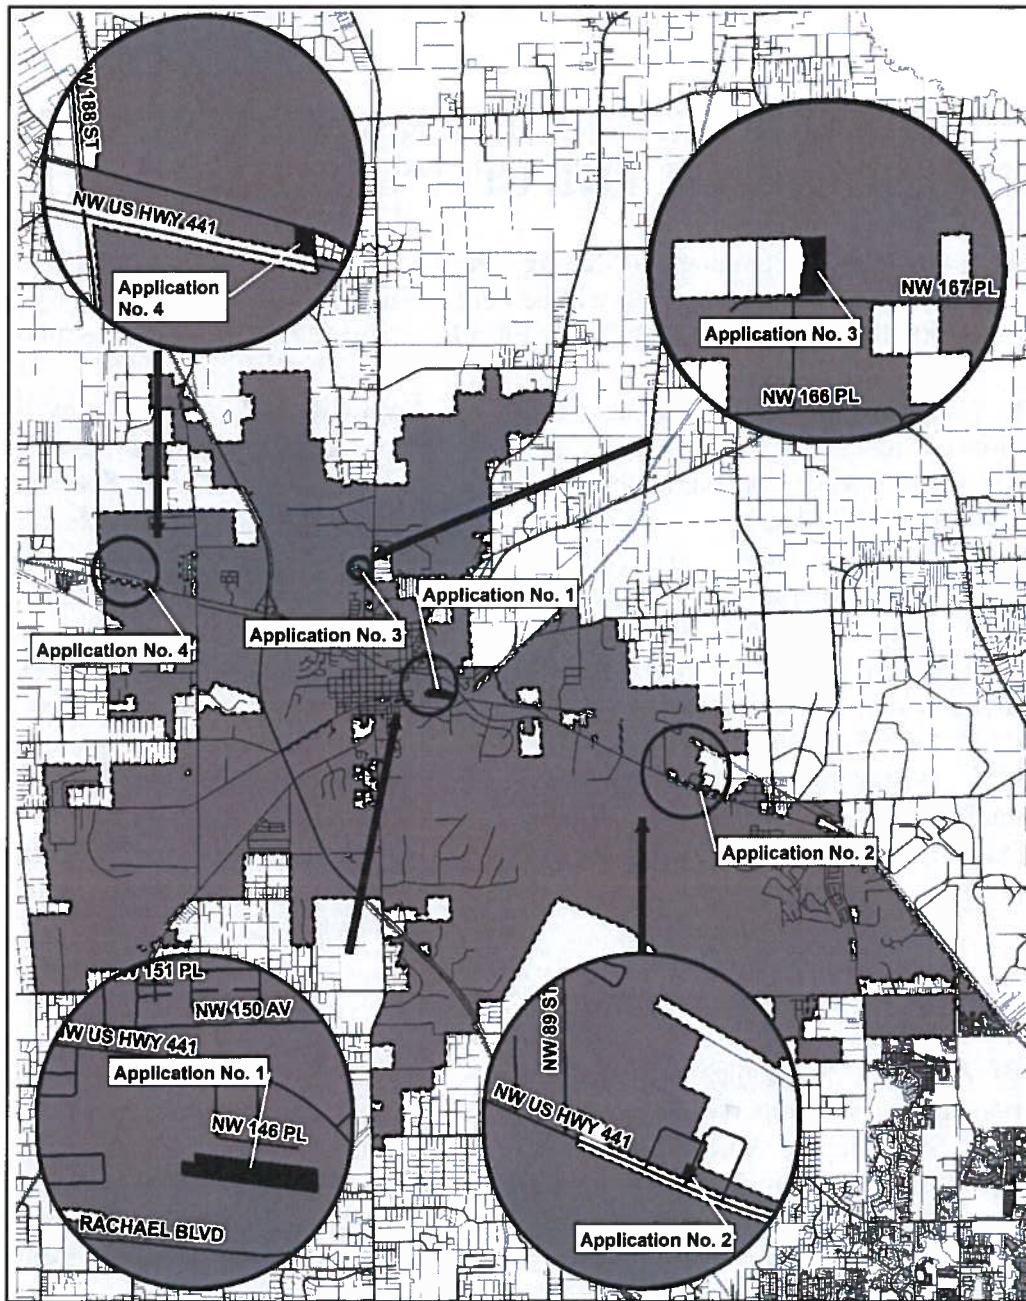 NW 188 ST
NW US HWY 441
Application
No. 4
NW 167 PL
Application No. 3
NW 166 PL
Application No. 1
Application No. 3
Application No. 4
Application No. 2
NW 151 PL
NW 150 AV
NW US HWY 441
Application No. 1
NW 146 PL
RACHAEL BLVD
NW 89 ST
NW US HWY 441
Application No. 2